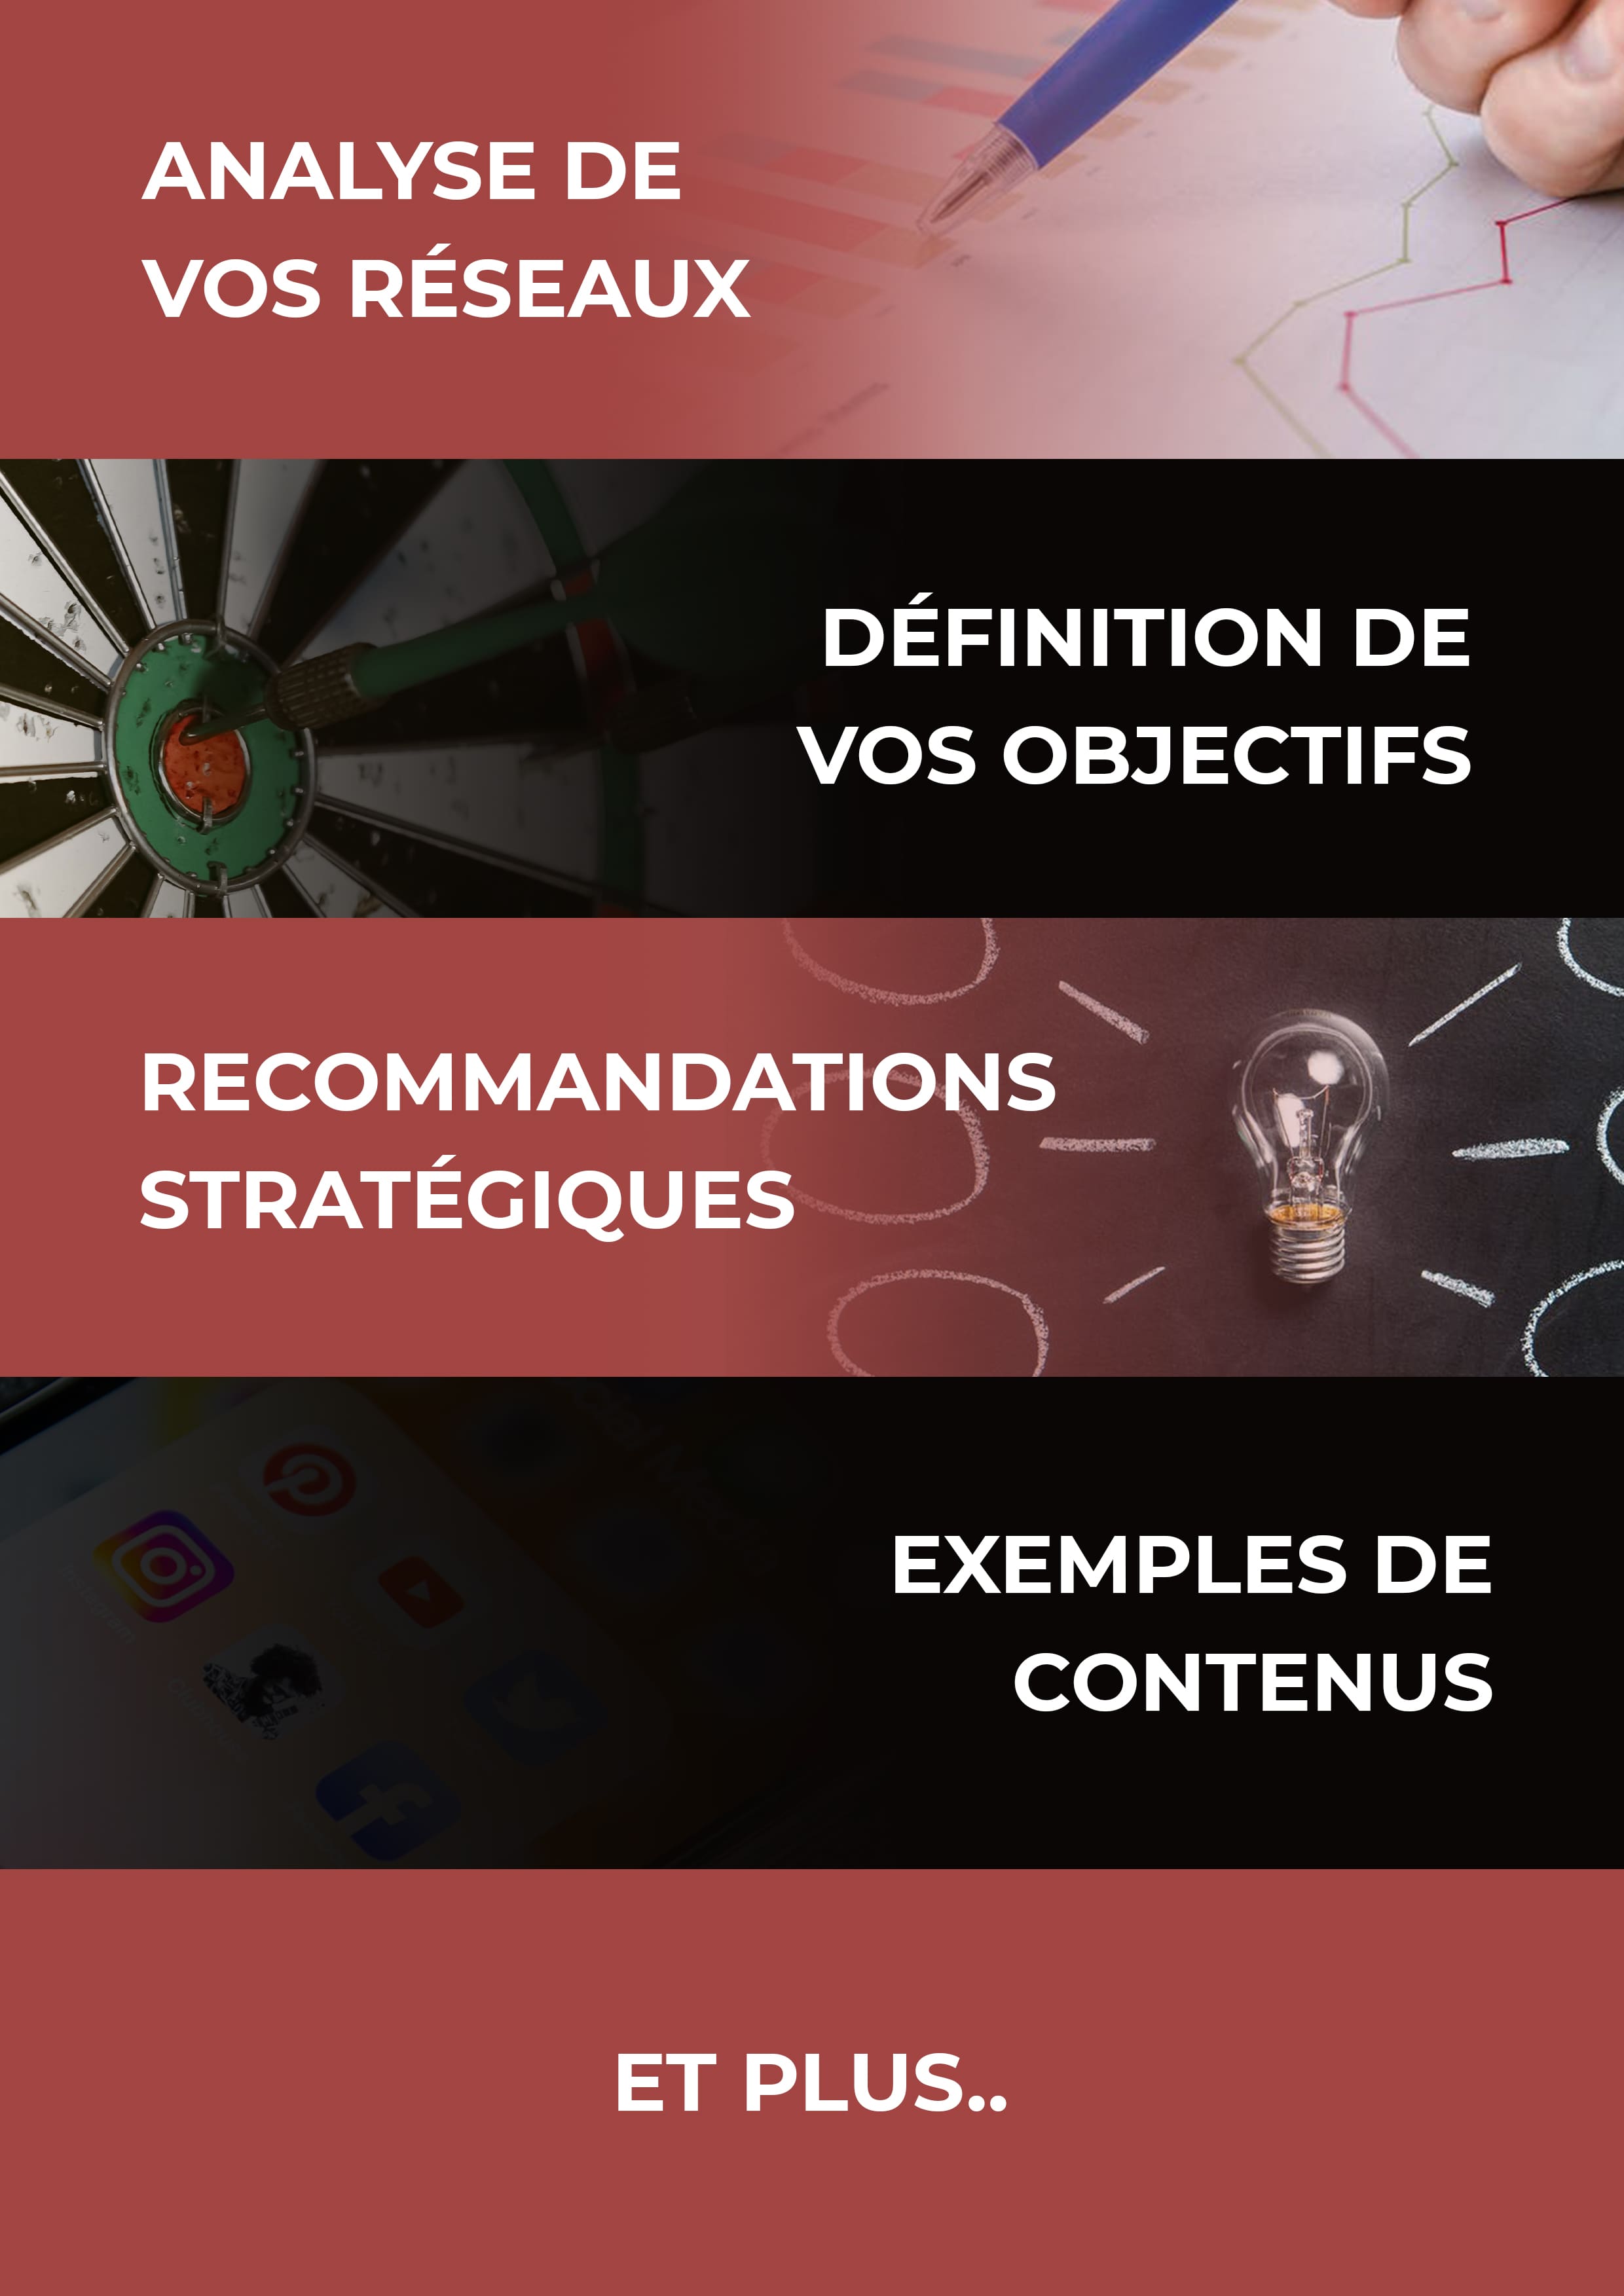 ANALYSE DE
VOS RÉSEAUX
DÉFINITION DE
VOS OBJECTIFS
RECOMMANDATIONS
STRATÉGIQUES
EXEMPLES DE
CONTENUS
ET PLUS..